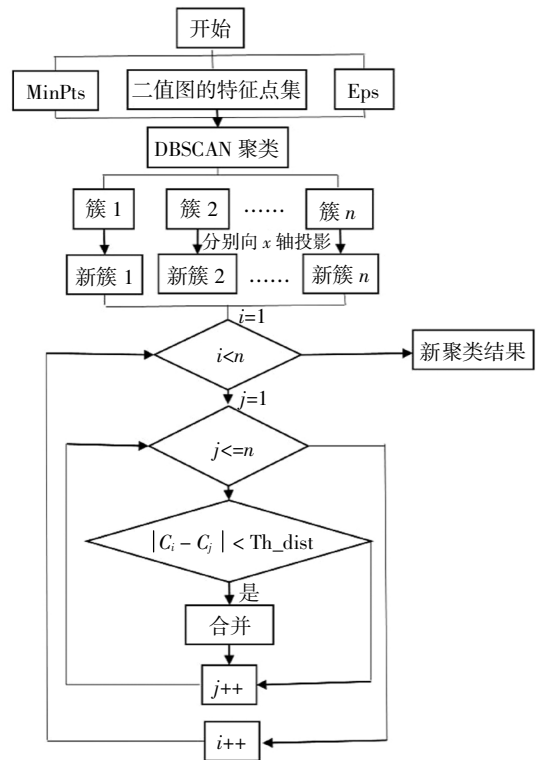 开始
MinPts
二值图的特征点集
Eps
DBSCAN 聚类
簇 1
簇 2
……
簇 n
分别向 x 轴投影
新簇 1
新簇 2
……
新簇 n
i=1
i<n
新聚类结果
j=1
j<=n
|Ci − Cj| < Th_dist
是
合并
j++
i++